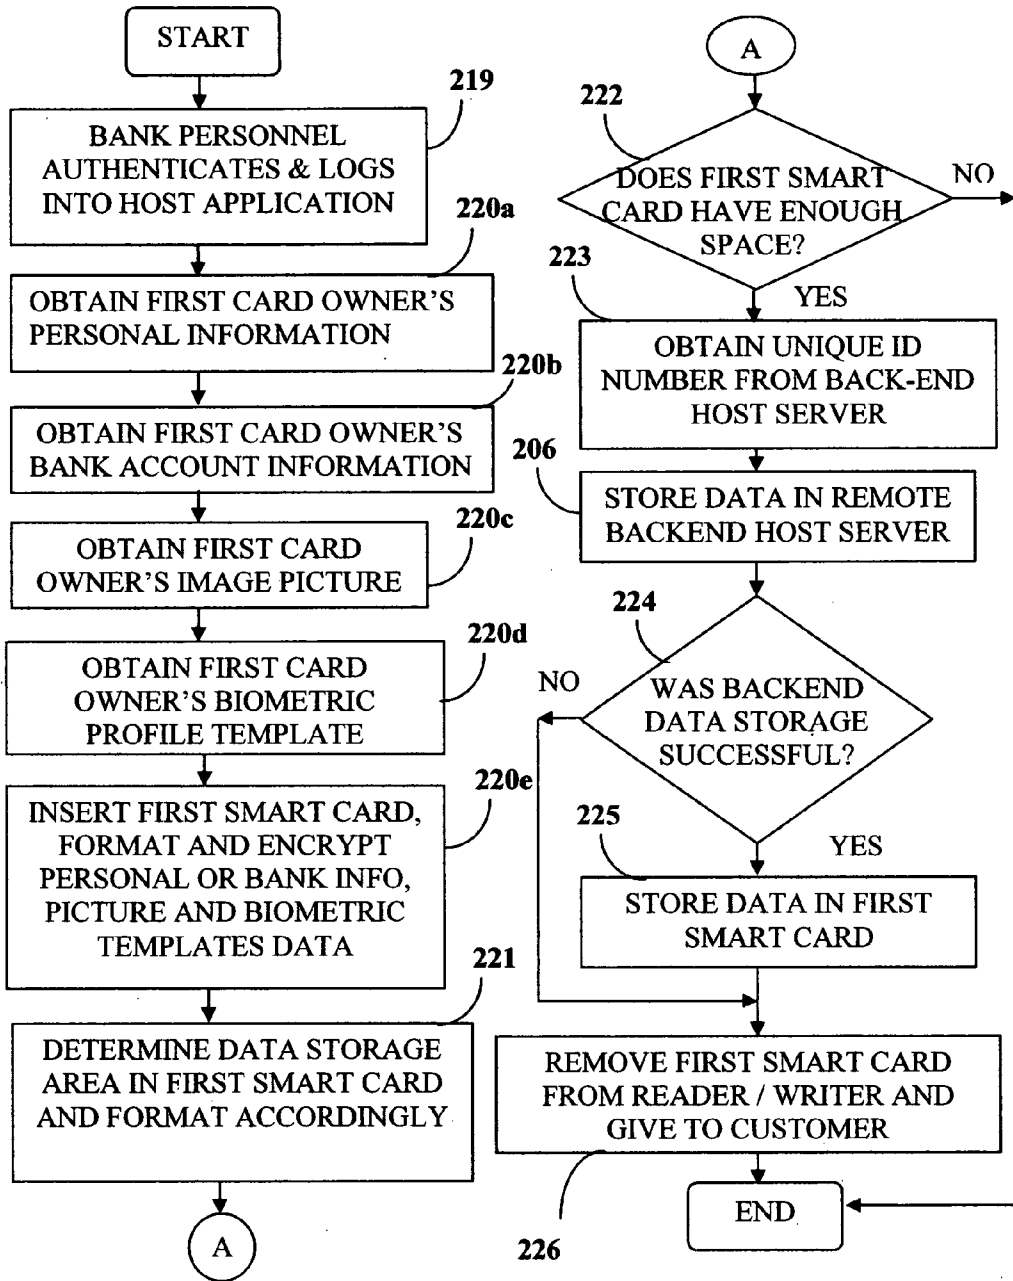 START
219
BANK PERSONNEL
AUTHENTICATES & LOGS
INTO HOST APPLICATION
220a
OBTAIN FIRST CARD OWNER'S
PERSONAL INFORMATION
220b
OBTAIN FIRST CARD OWNER'S
BANK ACCOUNT INFORMATION
220c
OBTAIN FIRST CARD
OWNER'S IMAGE PICTURE
220d
OBTAIN FIRST CARD
OWNER'S BIOMETRIC
PROFILE TEMPLATE
220e
INSERT FIRST SMART CARD,
FORMAT AND ENCRYPT
PERSONAL OR BANK INFO,
PICTURE AND BIOMETRIC
TEMPLATES DATA
221
DETERMINE DATA STORAGE
AREA IN FIRST SMART CARD
AND FORMAT ACCORDINGLY
A
A
222
DOES FIRST SMART
CARD HAVE ENOUGH
SPACE?
NO
YES
223
OBTAIN UNIQUE ID
NUMBER FROM BACK-END
HOST SERVER
206
STORE DATA IN REMOTE
BACKEND HOST SERVER
224
WAS BACKEND
DATA STORAGE
SUCCESSFUL?
NO
YES
225
STORE DATA IN FIRST
SMART CARD
REMOVE FIRST SMART CARD
FROM READER / WRITER AND
GIVE TO CUSTOMER
226
END